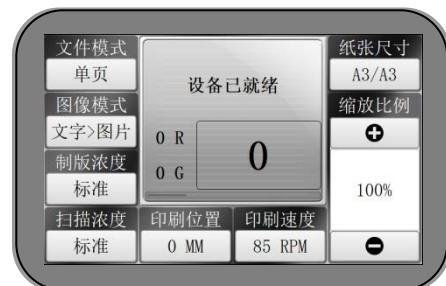 文件模式
单页
图像模式
文字>图片
制版浓度
标准
扫描浓度
标准
设备已就绪
0 R
0 G
0
印刷位置
0 MM
印刷速度
85 RPM
纸张尺寸
A3/A3
缩放比例
100%